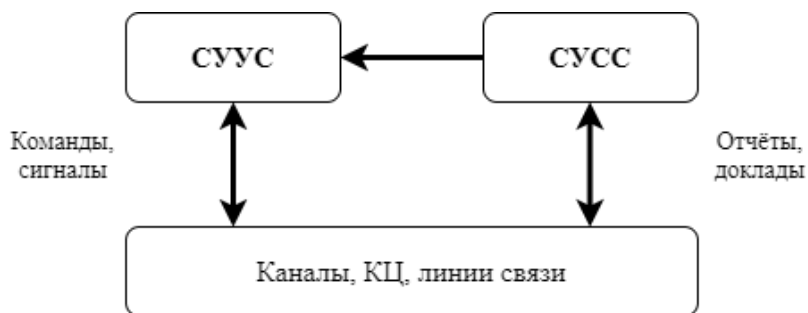 СУУС
СУСС
Команды,
сигналы
Отчёты,
доклады
Каналы, КЦ, линии связи